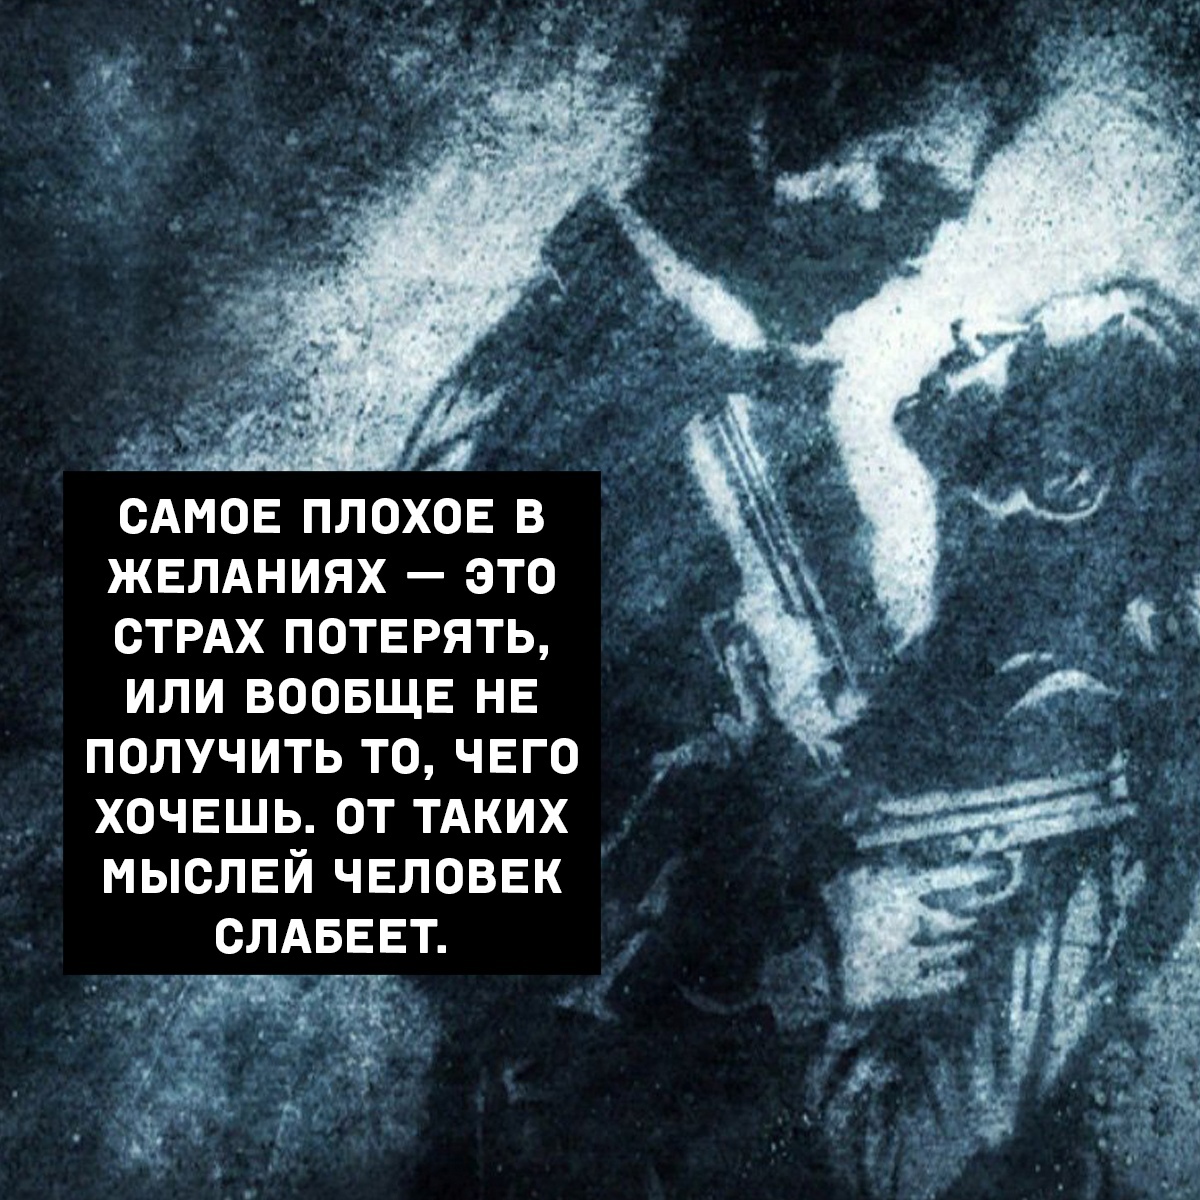 САМОЕ ПЛОХОЕ В
ЖЕЛАНИЯХ — ЭТО
СТРАХ ПОТЕРЯТЬ,
ИЛИ ВООБЩЕ НЕ
ПОЛУЧИТЬ ТО, ЧЕГО
ХОЧЕШЬ. ОТ ТАКИХ
МЫСЛЕЙ ЧЕЛОВЕК
СЛАБЕЕТ.